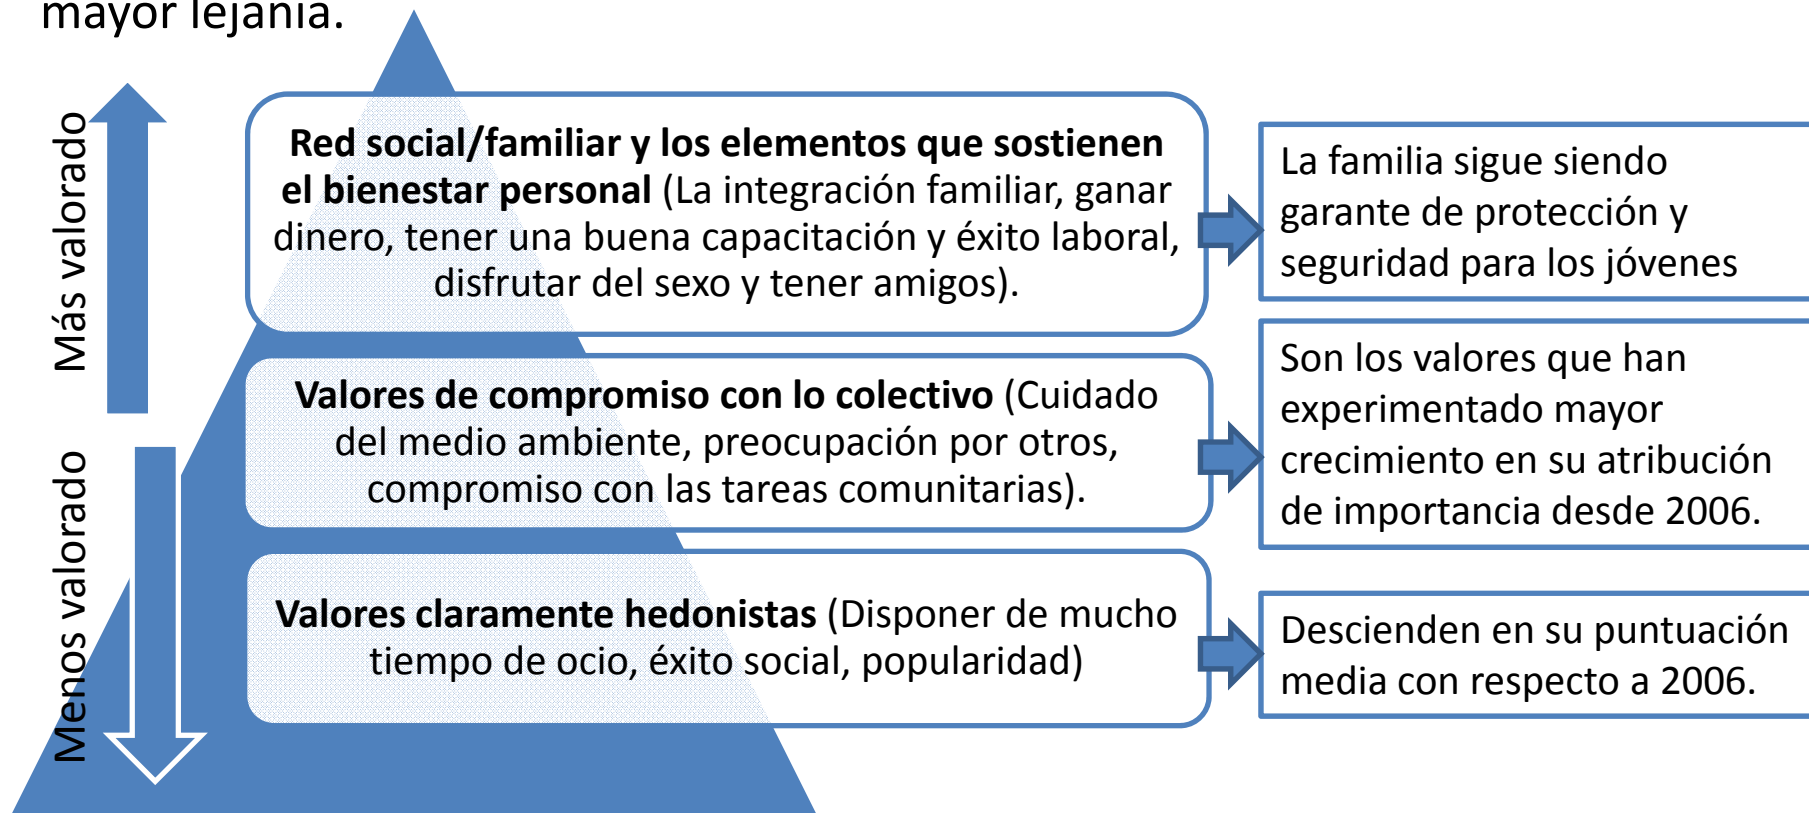 mayor lejanía.
Más valorado
Red social/familiar y los elementos que sostienen
el bienestar personal (La integración familiar, ganar
dinero, tener una buena capacitación y éxito laboral,
disfrutar del sexo y tener amigos).
La familia sigue siendo
garante de protección y
seguridad para los jóvenes
Valores de compromiso con lo colectivo (Cuidado
del medio ambiente, preocupación por otros,
compromiso con las tareas comunitarias).
Son los valores que han
experimentado mayor
crecimiento en su atribución
de importancia desde 2006.
Menos valorado
Valores claramente hedonistas (Disponer de mucho
tiempo de ocio, éxito social, popularidad)
Descienden en su puntuación
media con respecto a 2006.